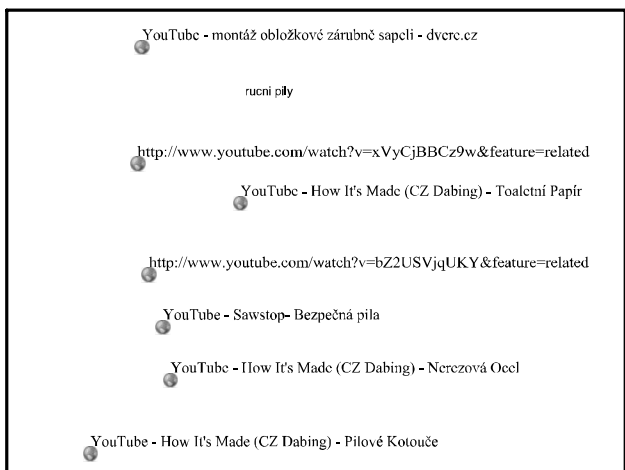 YouTube - montáž obložkové zárubně sapeli - dvere.cz
rucni pily
http://www.youtube.com/watch?v=xVyCjBBCz9w&feature=related
YouTube - How It's Made (CZ Dabing) - Toaletní Papír
http://www.youtube.com/watch?v=bZ2USVjqUKY&feature=related
YouTube - Sawstop- Bezpečná pila
YouTube - How It's Made (CZ Dabing) - Nerezová Ocel
YouTube - How It's Made (CZ Dabing) - Pilové Kotouče